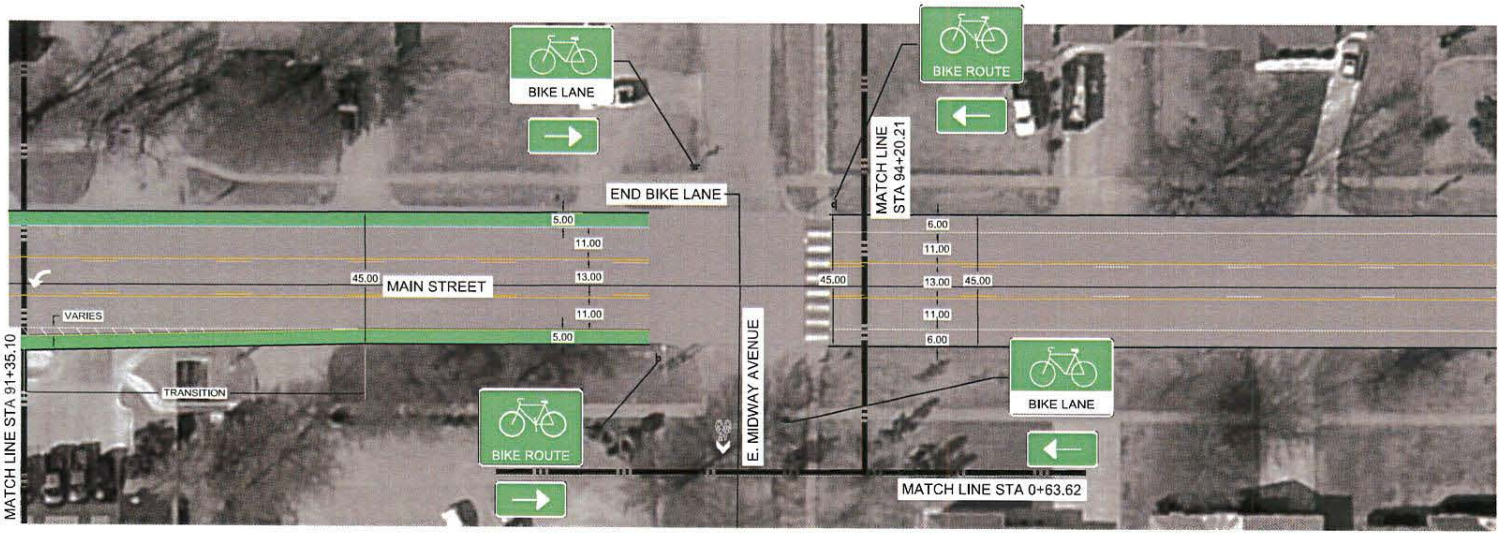 BIKE LANE
BIKE ROUTE
MATCH LINE
STA 94+20.21
END BIKE LANE
5.00
11.00
45.00
13.00
MAIN STREET
11.00
5.00
45.00
6.00
11.00
13.00
45.00
11.00
6.00
VARIES
TRANSITION
MATCH LINE STA 91+35.10
E. MIDWAY AVENUE
BIKE ROUTE
BIKE LANE
MATCH LINE STA 0+63.62